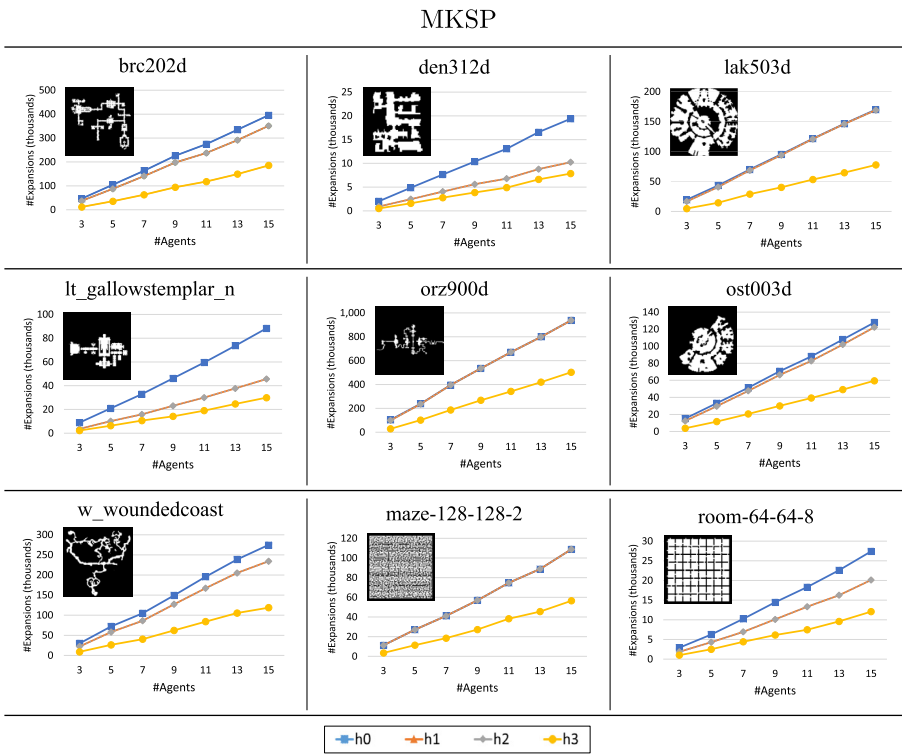 MKSP
brc202d
#Expansions (thousands)
500
400
300
200
100
0
3 5 7 9 11 13 15
#Agents
den312d
#Expansions (thousands)
25
20
15
10
5
0
3 5 7 9 11 13 15
#Agents
lak503d
#Expansions (thousands)
200
150
100
50
0
3 5 7 9 11 13 15
#Agents
lt_gallowstemplar_n
#Expansions (thousands)
100
80
60
40
20
0
3 5 7 9 11 13 15
#Agents
orz900d
#Expansions (thousands)
1,000
800
600
400
200
0
3 5 7 9 11 13 15
#Agents
ost003d
#Expansions (thousands)
140
120
100
80
60
40
20
0
3 5 7 9 11 13 15
#Agents
w_woundedcoast
#Expansions (thousands)
300
250
200
150
100
50
0
3 5 7 9 11 13 15
#Agents
maze-128-128-2
#Expansions (thousands)
120
100
80
60
40
20
0
3 5 7 9 11 13 15
#Agents
room-64-64-8
#Expansions (thousands)
30
25
20
15
10
5
0
3 5 7 9 11 13 15
#Agents
h0 h1 h2 h3